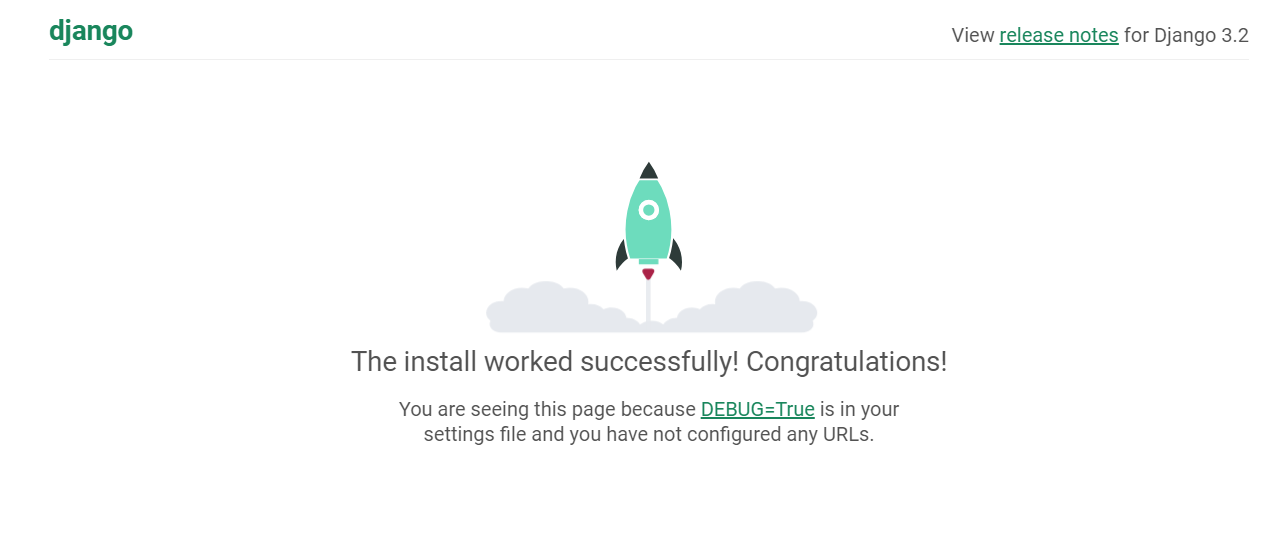 django
View release notes for Django 3.2
The install worked successfully! Congratulations!
You are seeing this page because DEBUG=True is in your
settings file and you have not configured any URLs.